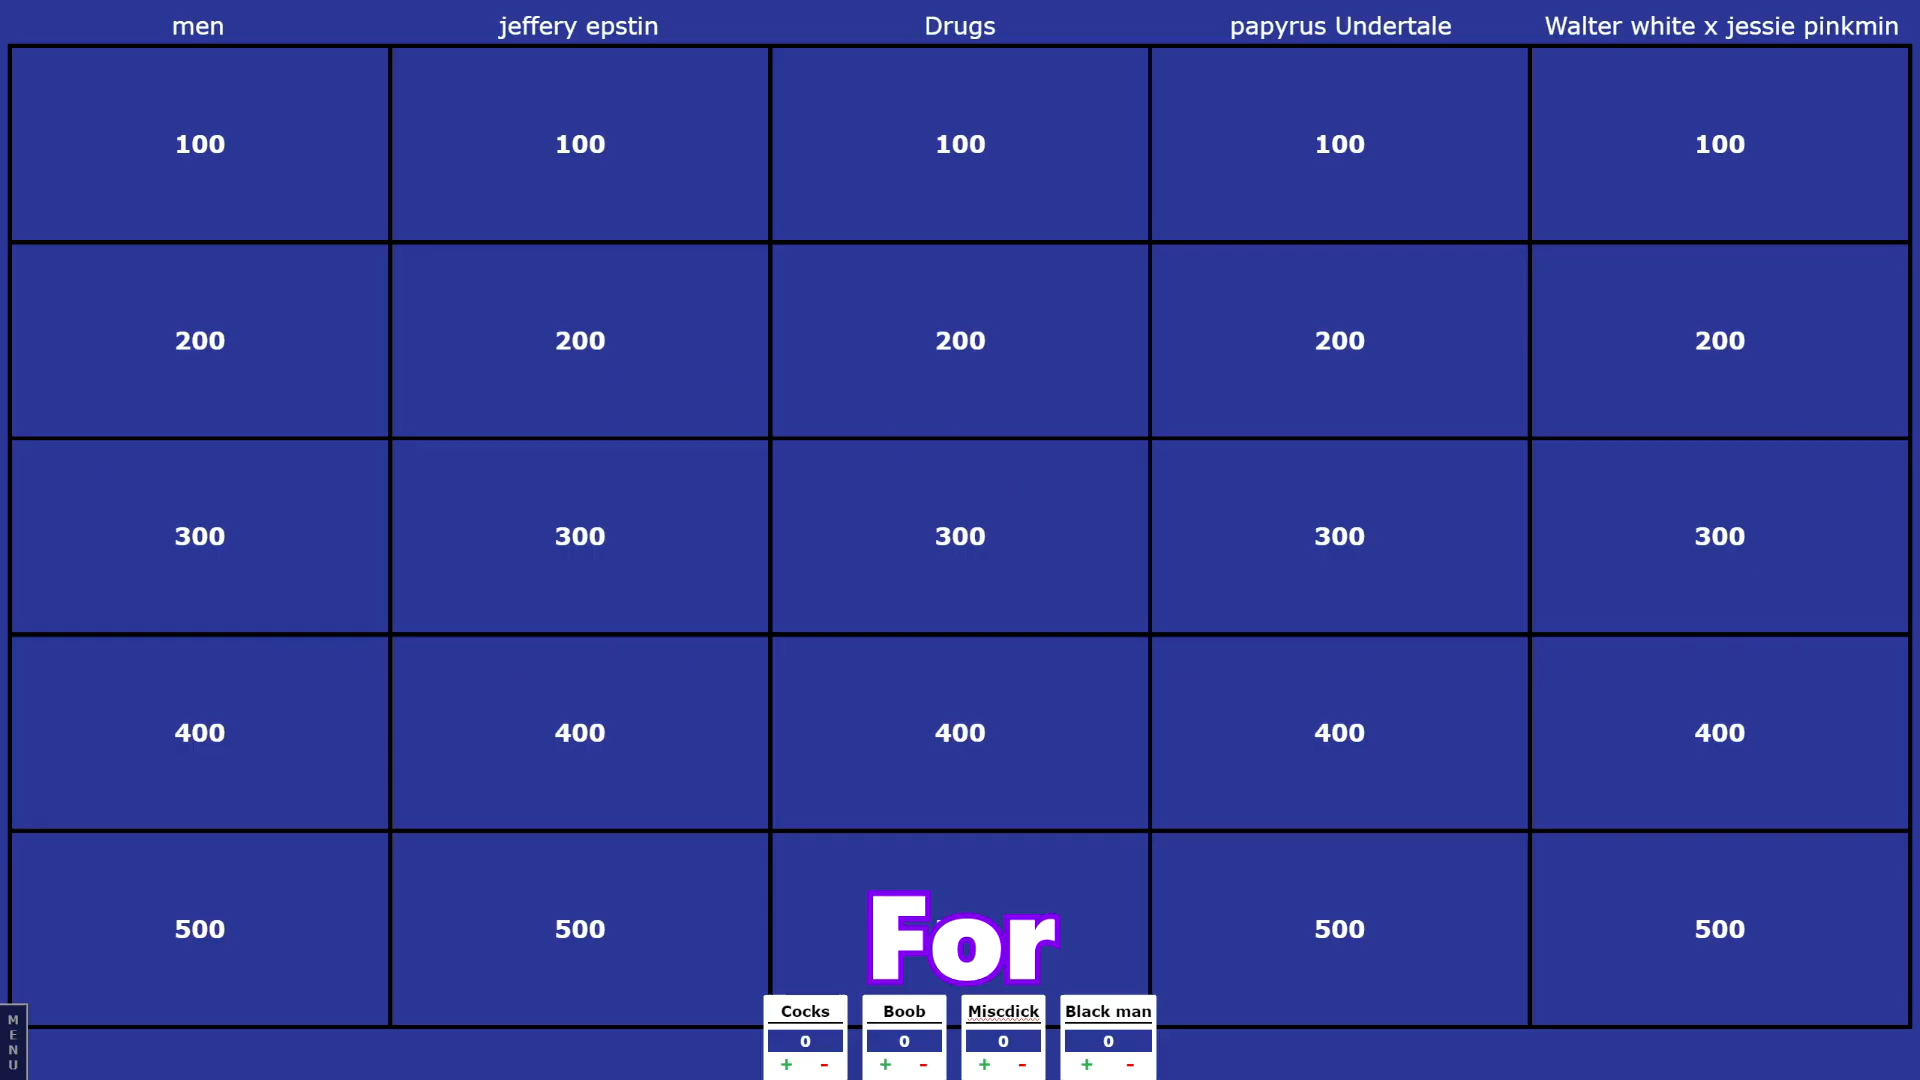 men jeffery epstin Drugs papyrus Undertale Walter white x jessie pinkmin
100 100 100 100 100
200 200 200 200 200
300 300 300 300 300
400 400 400 400 400
500 500 For 500 500
Cocks Boob Miscdick Black man
0 0 0 0
+ - + - + - + -
MENU